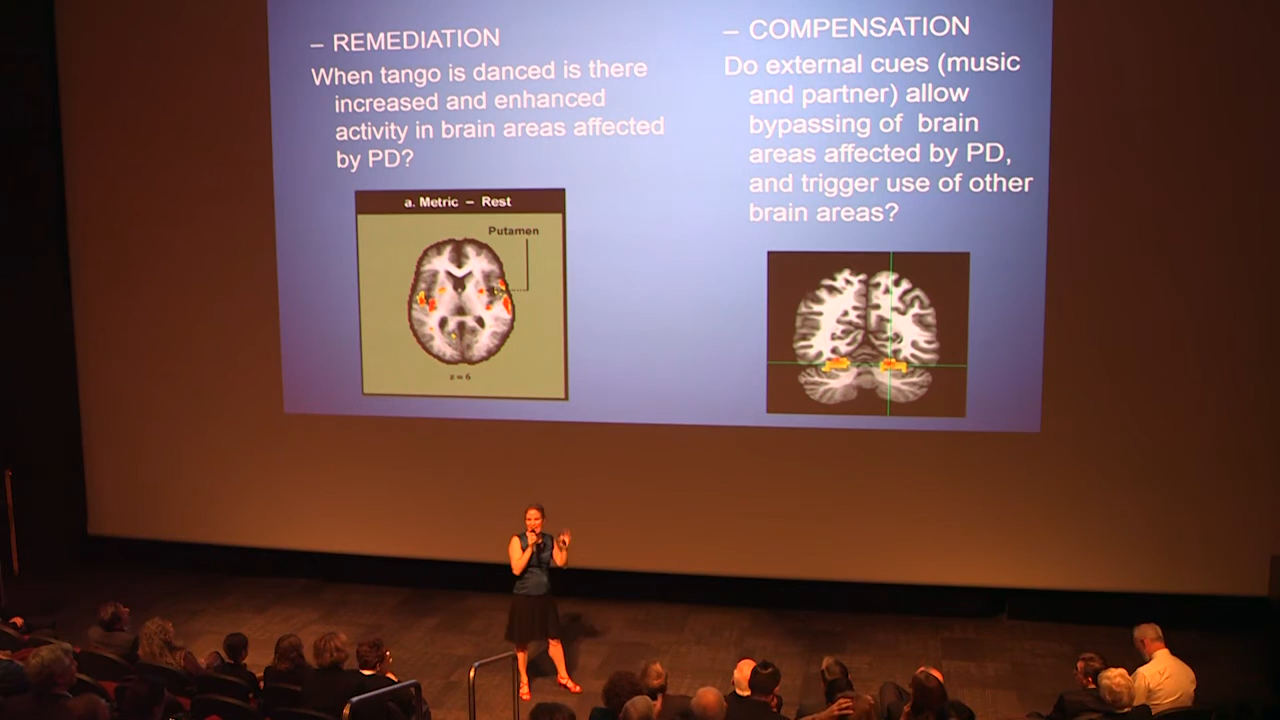 – REMEDIATION
When tango is danced is there
increased and enhanced
activity in brain areas affected
by PD?
a. Metric – Rest
Putamen
z = 6
– COMPENSATION
Do external cues (music
and partner) allow
bypassing of brain
areas affected by PD,
and trigger use of other
brain areas?